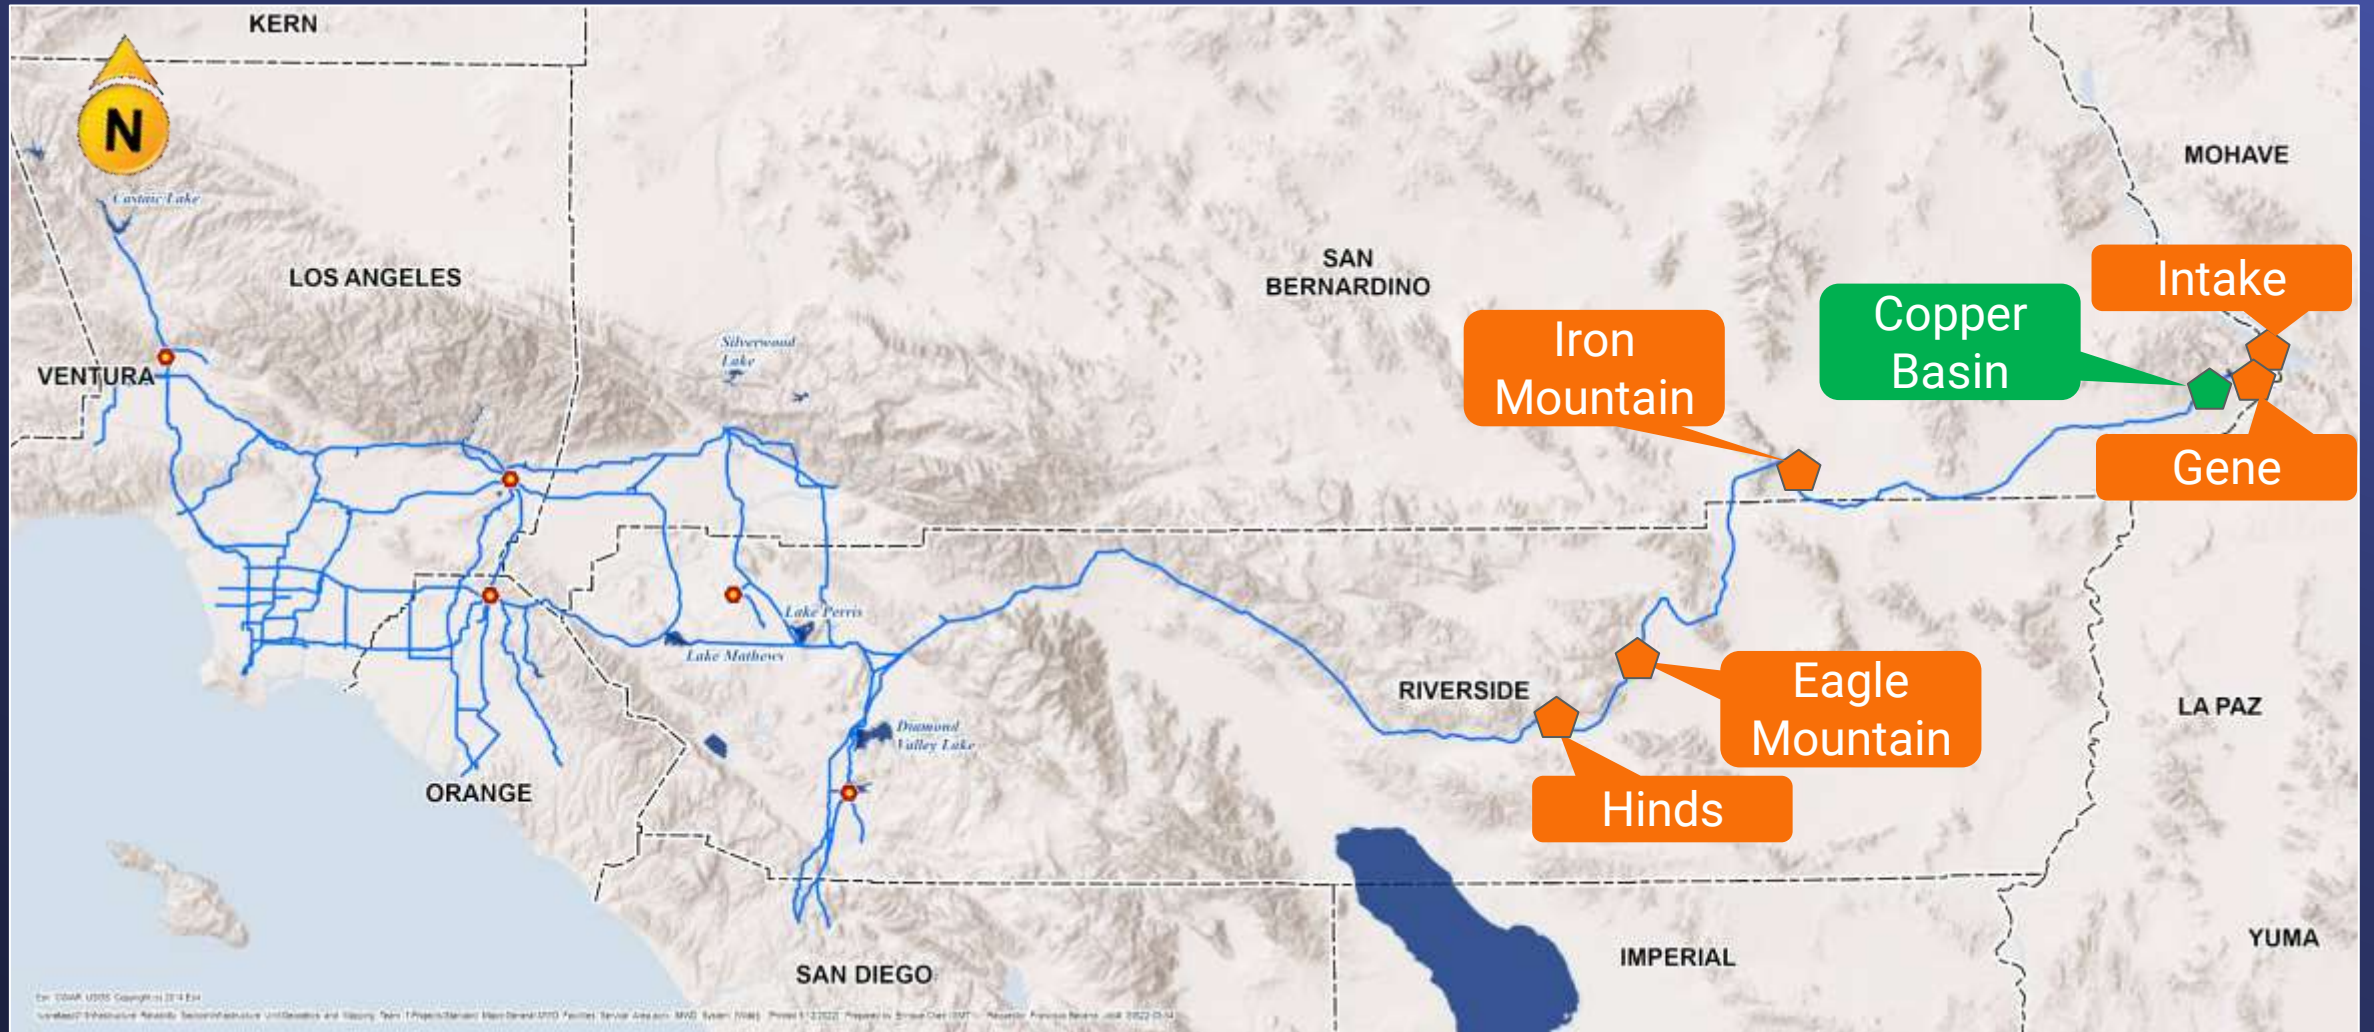 KERN
N
MOHAVE
Castaic Lake
LOS ANGELES
SAN
BERNARDINO
Intake
Copper
Basin
Iron
Mountain
Silverwood
Lake
VENTURA
Gene
Lake Perris
Lake Mathews
RIVERSIDE
Eagle
Mountain
LA PAZ
Diamond
Valley Lake
ORANGE
Hinds
YUMA
IMPERIAL
SAN DIEGO